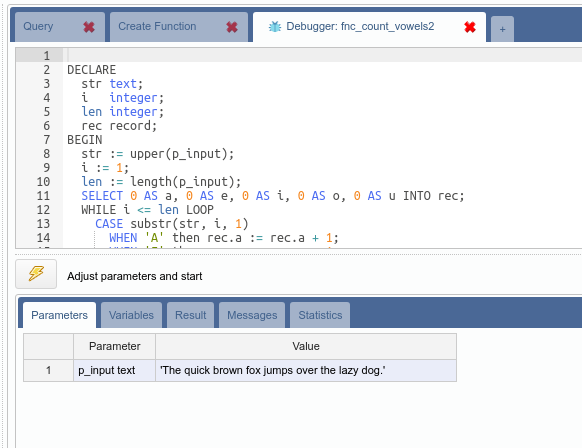 Query
Create Function
Debugger: fnc_count_vowels2
+
1
2 DECLARE
3 str text;
4 i integer;
5 len integer;
6 rec record;
7 BEGIN
8 str := upper(p_input);
9 i := 1;
10 len := length(p_input);
11 SELECT 0 AS a, 0 AS e, 0 AS i, 0 AS o, 0 AS u INTO rec;
12 WHILE i <= len LOOP
13 CASE substr(str, i, 1)
14 WHEN 'A' then rec.a := rec.a + 1;
Adjust parameters and start
Parameters Variables Result Messages Statistics
Parameter Value
1 p_input text 'The quick brown fox jumps over the lazy dog.'